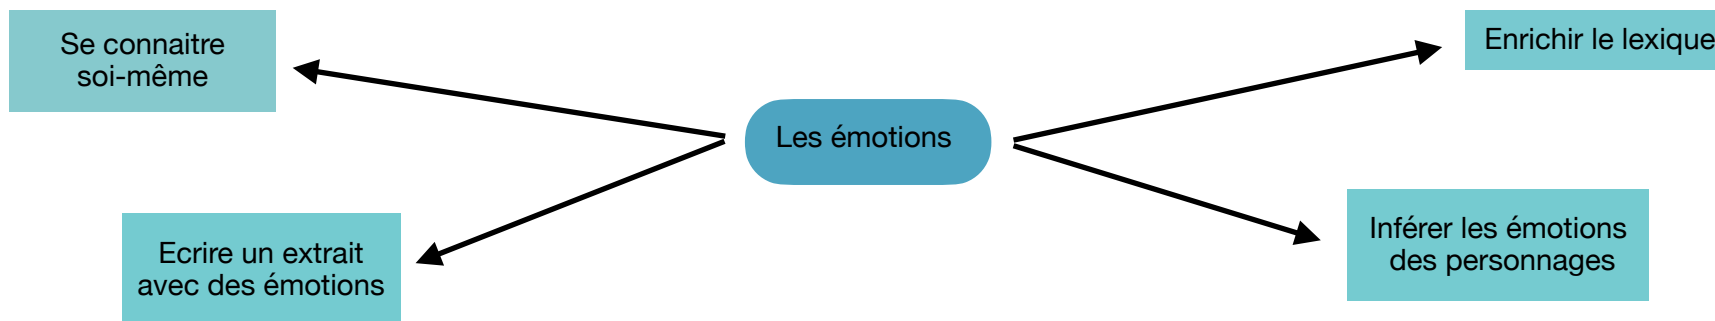 Se connaitre
soi-même
Enrichir le lexique
Les émotions
Ecrire un extrait
avec des émotions
Inférer les émotions
des personnages